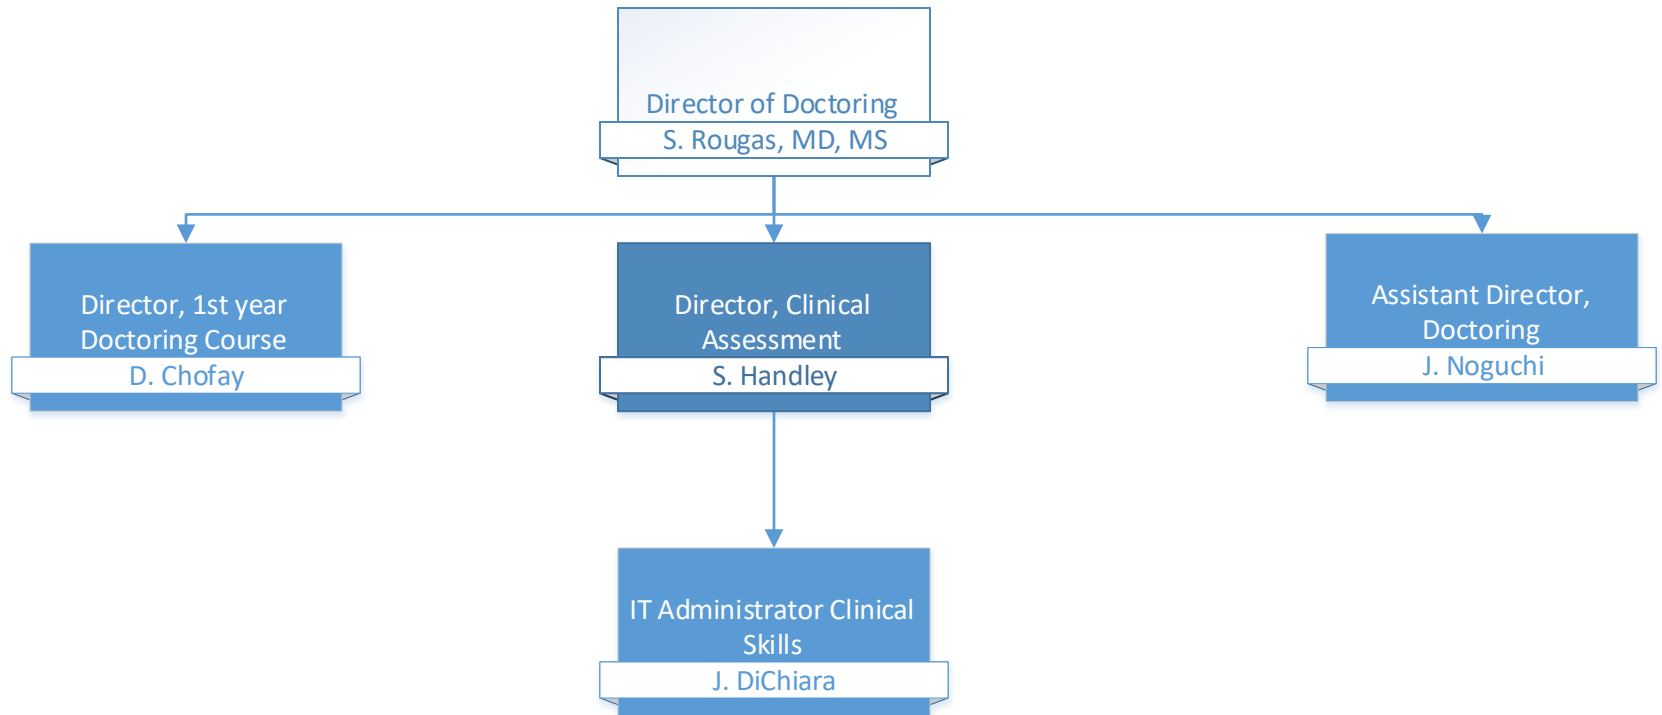 Director of Doctoring
S. Rougas, MD, MS
Director, 1st year
Doctoring Course
D. Chofay
Director, Clinical
Assessment
S. Handley
Assistant Director,
Doctoring
J. Noguchi
IT Administrator Clinical
Skills
J. DiChiara